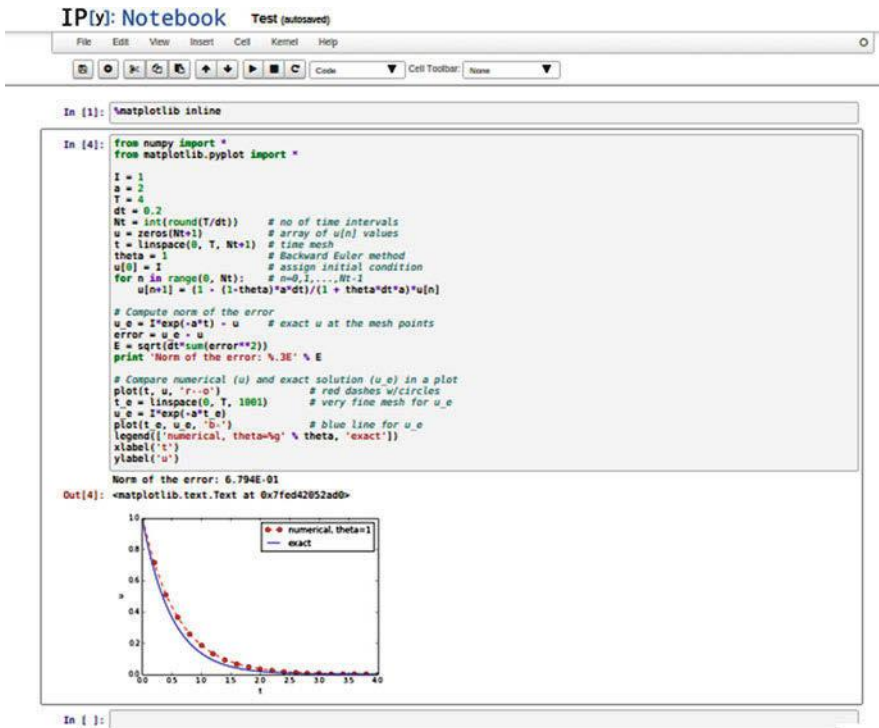 IP[y]: Notebook Test (autosaved)
File Edit View Insert Cell Kernel Help
Code Cell Toolbar: None
In [1]: %matplotlib inline
In [4]: from numpy import *
from matplotlib.pyplot import *
I = 1
a = 2
T = 4
dt = 0.2
Nt = int(round(T/dt)) # no of time intervals
u = zeros(Nt+1) # array of u[n] values
t = linspace(0, T, Nt+1) # time mesh
theta = 1 # Backward Euler method
u[0] = I # assign initial condition
for n in range(0, Nt): # n=0,1,...,Nt-1
u[n+1] = (1 - (1-theta)*a*dt)/(1 + theta*dt*a)*u[n]
# Compute norm of the error
u_e = I*exp(-a*t) - u # exact u at the mesh points
error = u_e - u
E = sqrt(dt*sum(error**2))
print 'Norm of the error: %.3E' % E
# Compare numerical (u) and exact solution (u_e) in a plot
plot(t, u, 'r--o') # red dashes w/circles
t_e = linspace(0, T, 1001) # very fine mesh for u_e
u_e = I*exp(-a*t_e)
plot(t_e, u_e, 'b-') # blue line for u_e
legend(['numerical, theta=%g' % theta, 'exact'])
xlabel('t')
ylabel('u')
Norm of the error: 6.794E-01
Out[4]: <matplotlib.text.Text at 0x7fed42052ad0>
1.0
numerical, theta=1
exact
0.8
0.6
u
0.4
0.2
0.0
0.0 0.5 1.0 1.5 2.0 2.5 3.0 3.5 4.0
t
In [ ]: